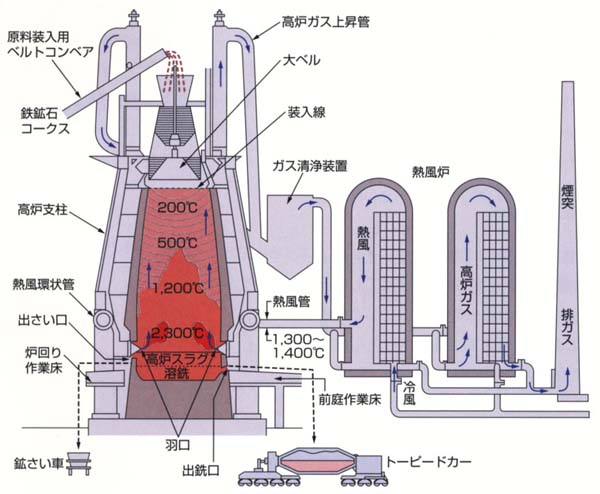 原料装入用
ベルトコンベア
高炉ガス上昇管
大ベル
鉄鉱石
コークス
装入線
ガス清浄装置
熱風炉
煙突
高炉支柱
200℃
500℃
1,200℃
2,300℃
熱風
高炉ガス
排ガス
熱風環状管
熱風管
出さい口
1,300～
1,400℃
炉回り
作業床
高炉スラグ
溶銑
冷風
前庭作業床
羽口
鉱さい車
出銑口
トーピードカー